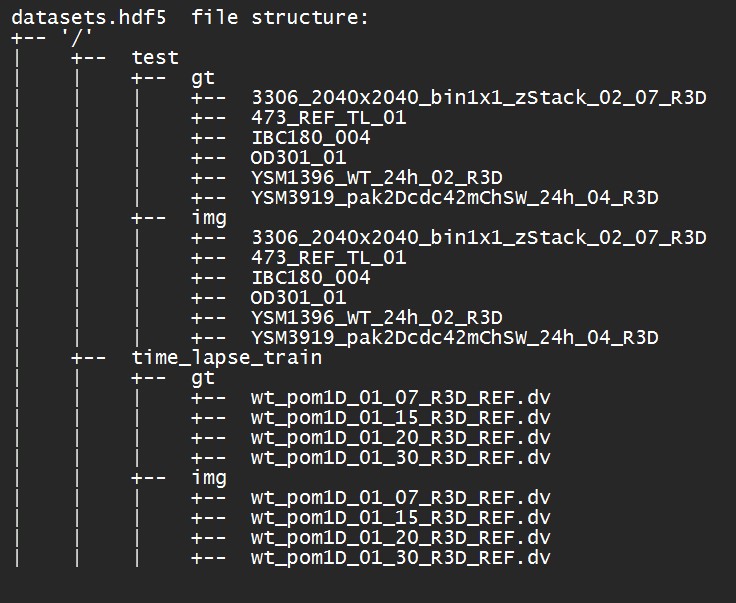 datasets.hdf5  file structure:
+-- '/'
|    +--  test
|    |    +--  gt
|    |    |    +--  3306_2040x2040_bin1x1_zStack_02_07_R3D
|    |    |    +--  473_REF_TL_01
|    |    |    +--  IBC180_004
|    |    |    +--  OD301_01
|    |    |    +--  YSM1396_WT_24h_02_R3D
|    |    |    +--  YSM3919_pak2Dcdc42mChSW_24h_04_R3D
|    |    +--  img
|    |    |    +--  3306_2040x2040_bin1x1_zStack_02_07_R3D
|    |    |    +--  473_REF_TL_01
|    |    |    +--  IBC180_004
|    |    |    +--  OD301_01
|    |    |    +--  YSM1396_WT_24h_02_R3D
|    |    |    +--  YSM3919_pak2Dcdc42mChSW_24h_04_R3D
|    +--  time_lapse_train
|    |    +--  gt
|    |    |    +--  wt_pom1D_01_07_R3D_REF.dv
|    |    |    +--  wt_pom1D_01_15_R3D_REF.dv
|    |    |    +--  wt_pom1D_01_20_R3D_REF.dv
|    |    |    +--  wt_pom1D_01_30_R3D_REF.dv
|    |    +--  img
|    |    |    +--  wt_pom1D_01_07_R3D_REF.dv
|    |    |    +--  wt_pom1D_01_15_R3D_REF.dv
|    |    |    +--  wt_pom1D_01_20_R3D_REF.dv
|    |    |    +--  wt_pom1D_01_30_R3D_REF.dv